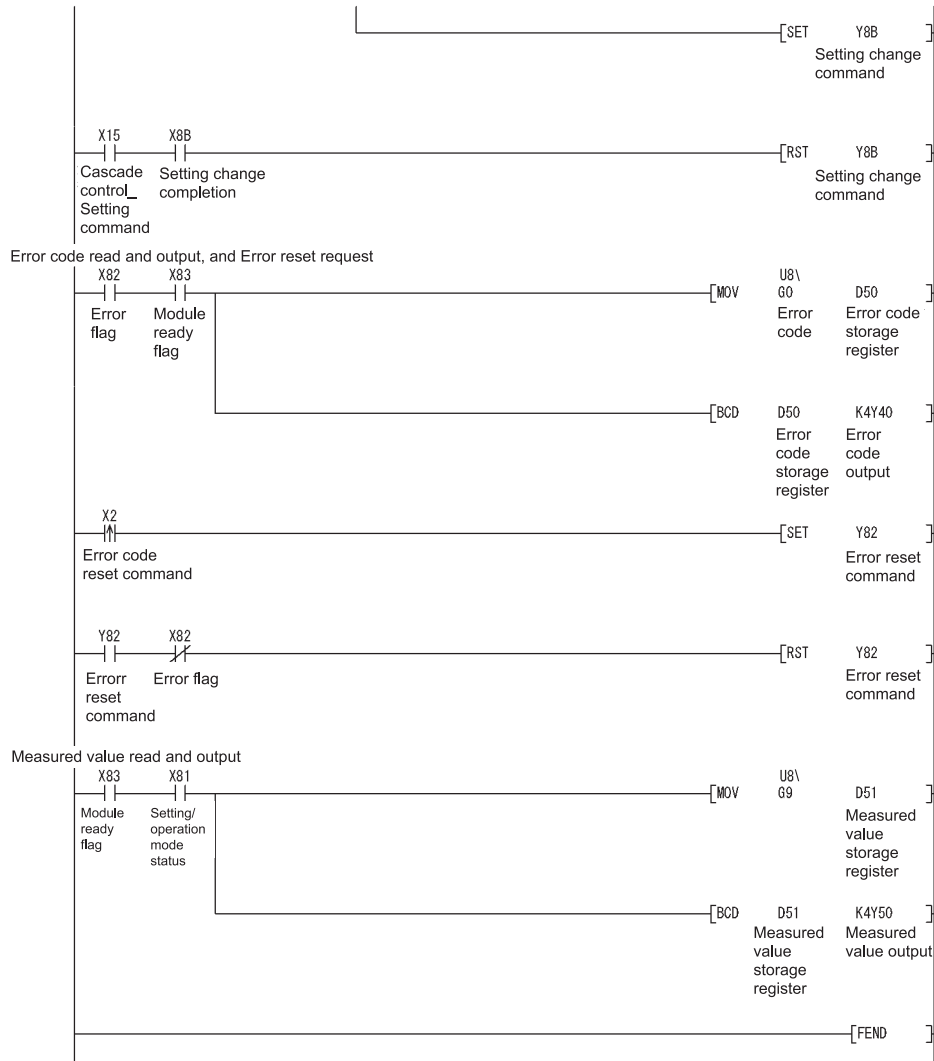 [SET Y8B]
Setting change
command
X15 X8B
[RST Y8B]
Cascade
control_
Setting
command
Setting change
completion
Setting change
command
Error code read and output, and Error reset request
X82 X83
[MOV U8\
G0 D50]
Error
flag
Module
ready
flag
Error
code
Error code
storage
register
[BCD D50 K4Y40]
Error
code
storage
register
Error
code
output
X2
[SET Y82]
Error code
reset command
Error reset
command
Y82 X82
[RST Y82]
Errorr
reset
command
Error flag
Error reset
command
Measured value read and output
X83 X81
[MOV U8\
G9 D51]
Module
ready
flag
Setting/
operation
mode
status
Measured
value
storage
register
[BCD D51 K4Y50]
Measured
value
storage
register
Measured
value output
[FEND]